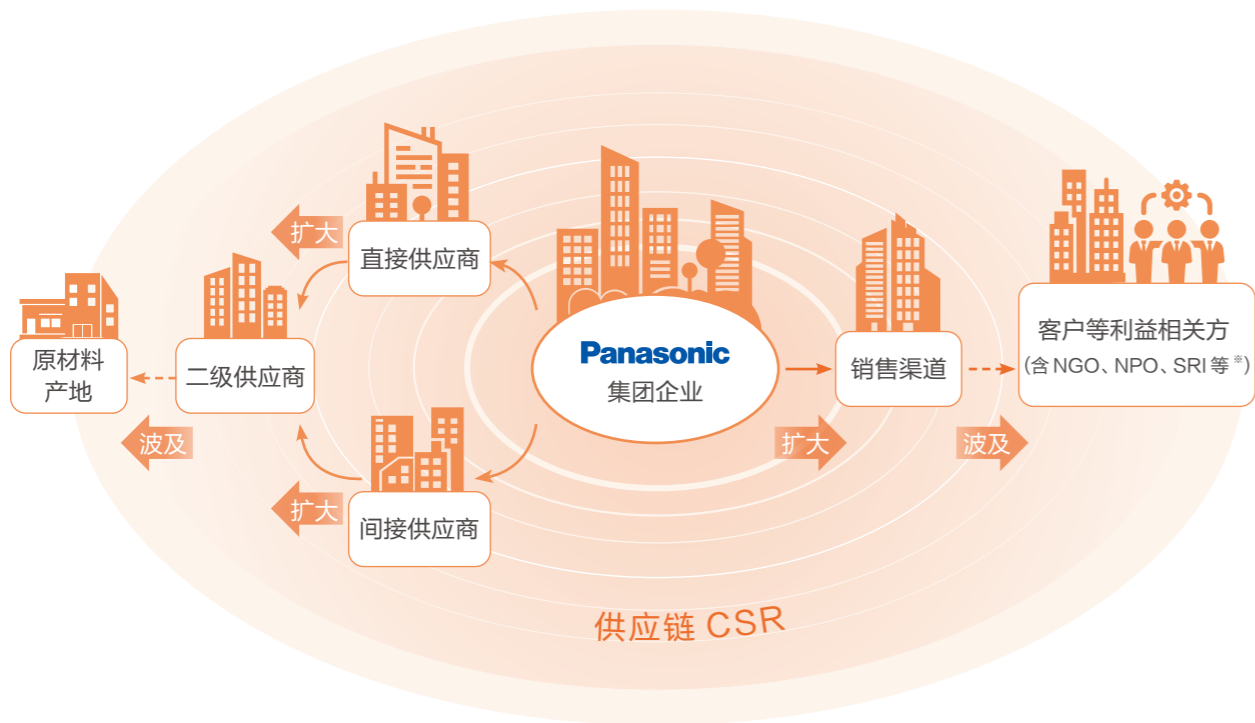 扩大
直接供应商
原材料
产地
二级供应商
波及
扩大
间接供应商
Panasonic
集团企业
销售渠道
扩大
波及
客户等利益相关方
(含 NGO、NPO、SRI 等 ※)
供应链 CSR